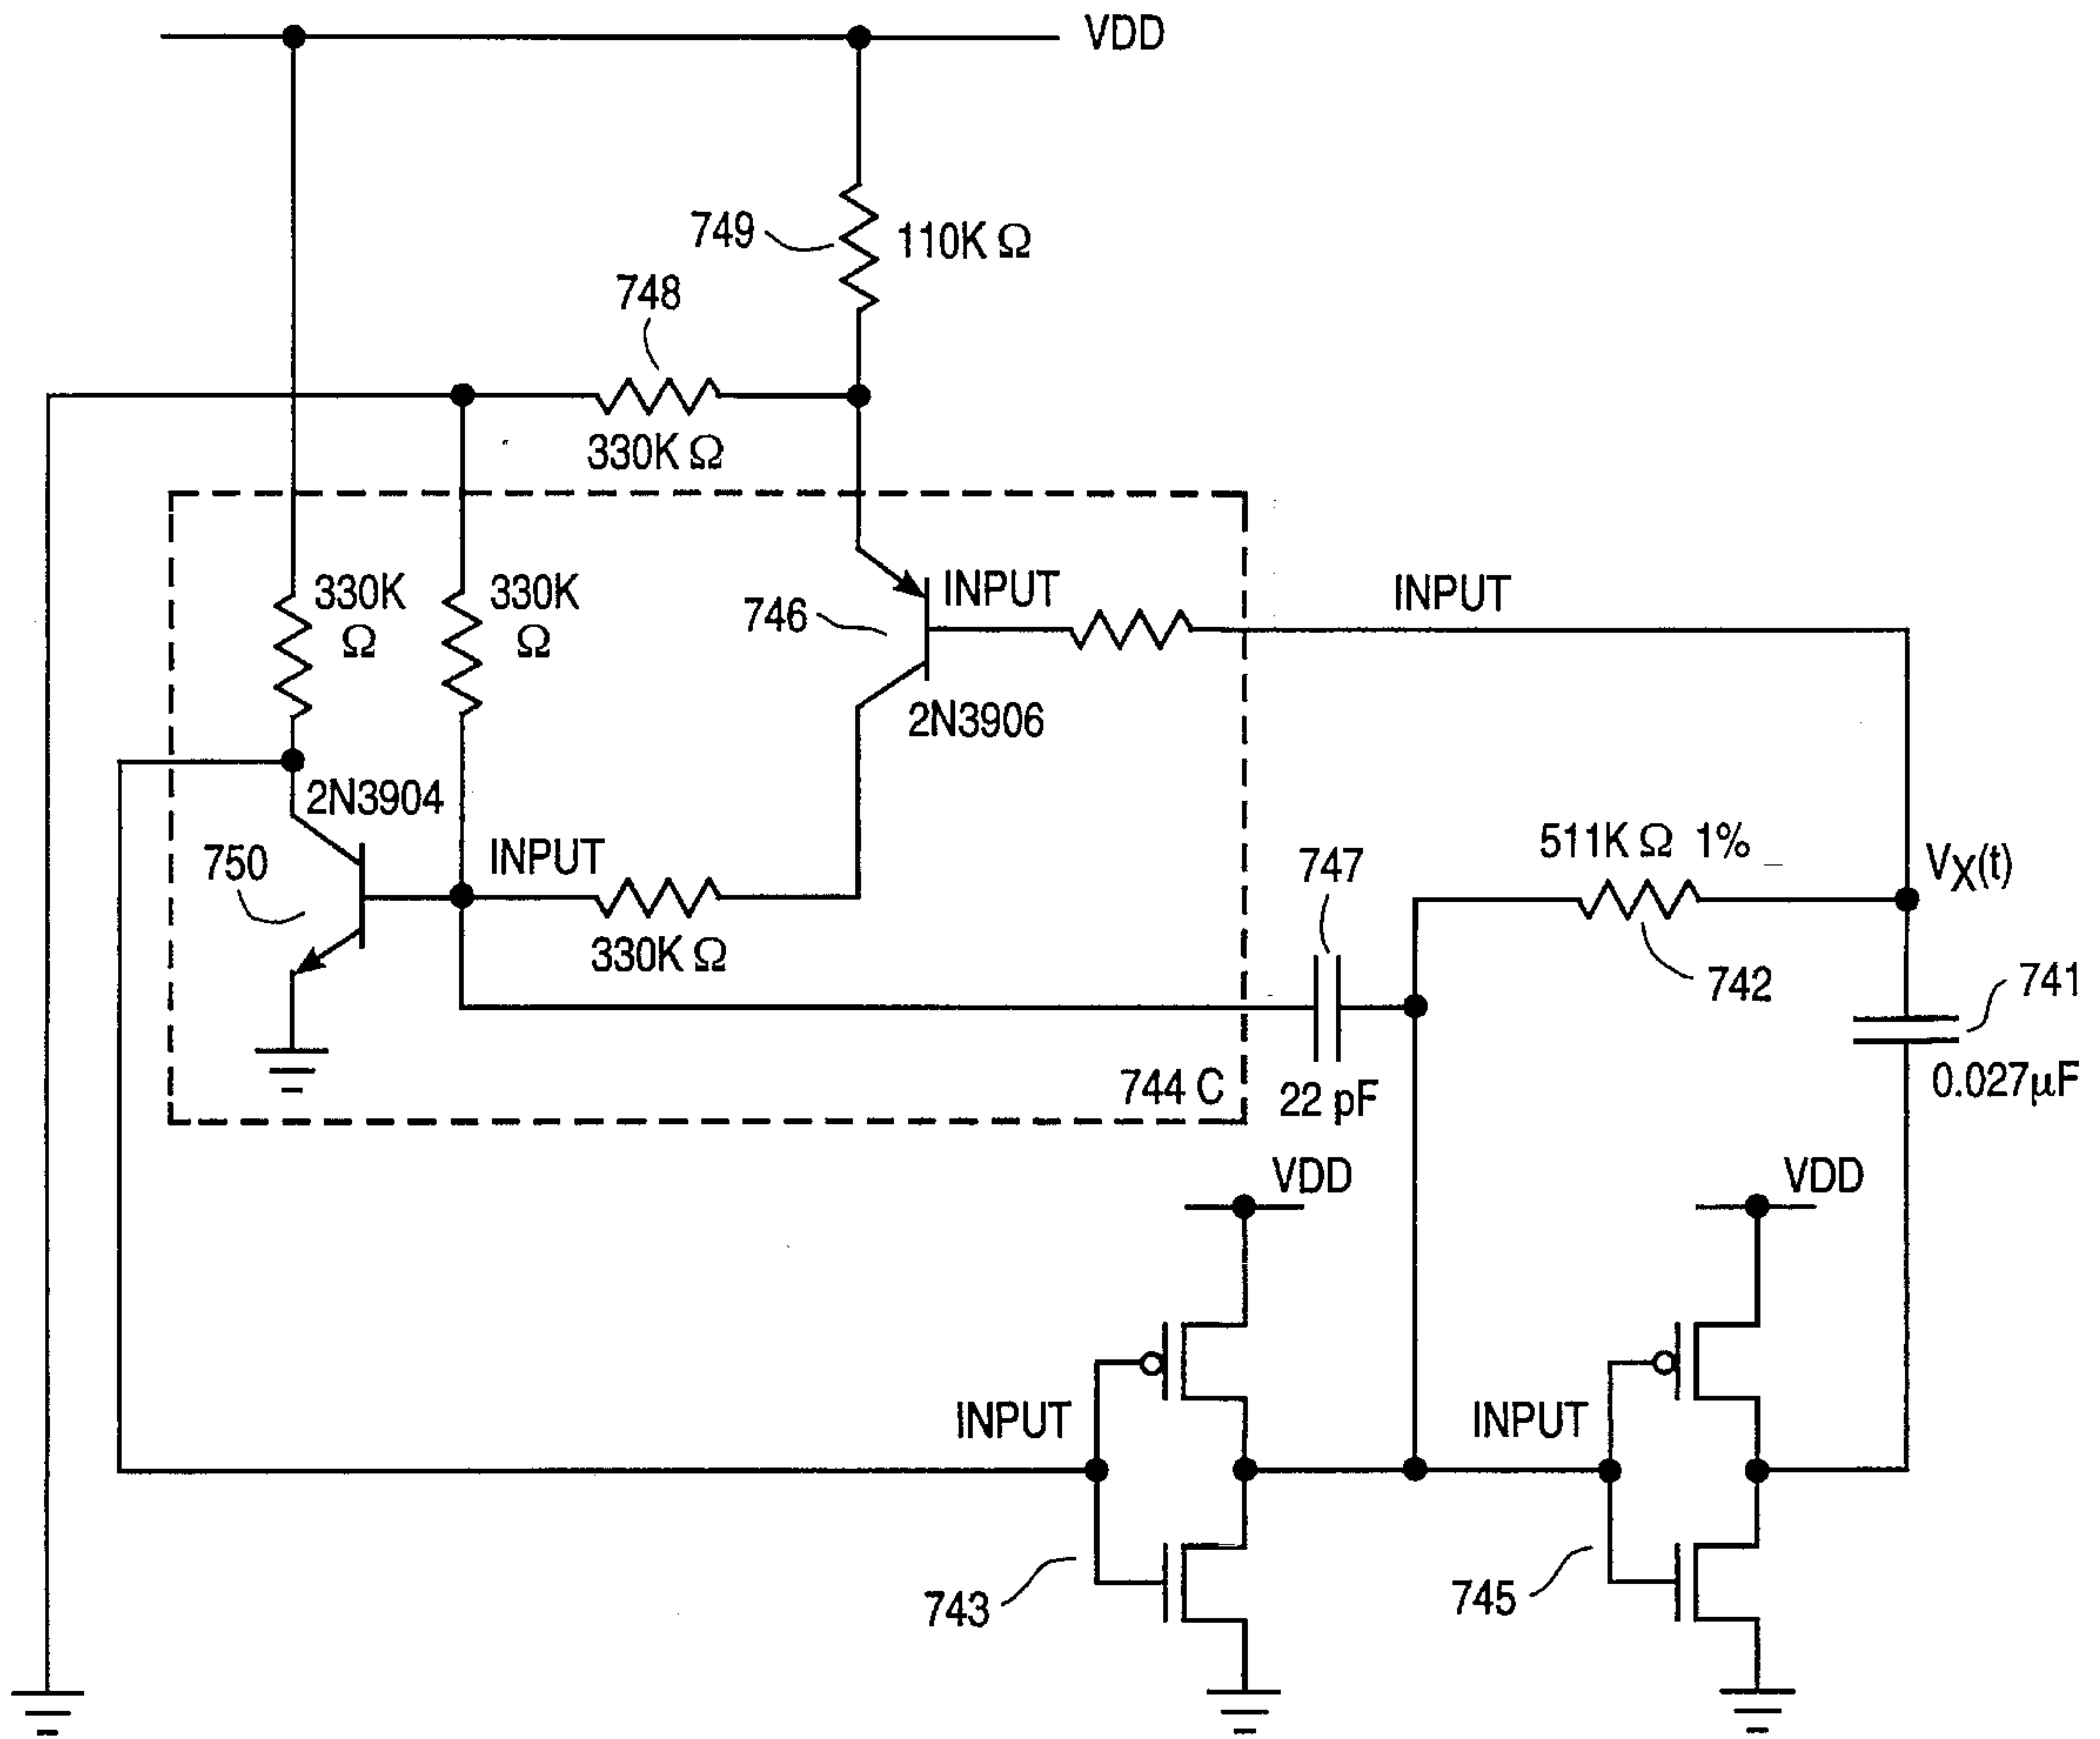 VDD
749
110K Ω
748
330K Ω
330K
Ω
330K
Ω
746
INPUT
INPUT
2N3906
2N3904
750
INPUT
330K Ω
747
511K Ω 1%
VX(t)
742
741
0.027μF
744 C
22 pF
VDD
VDD
INPUT
INPUT
743
745